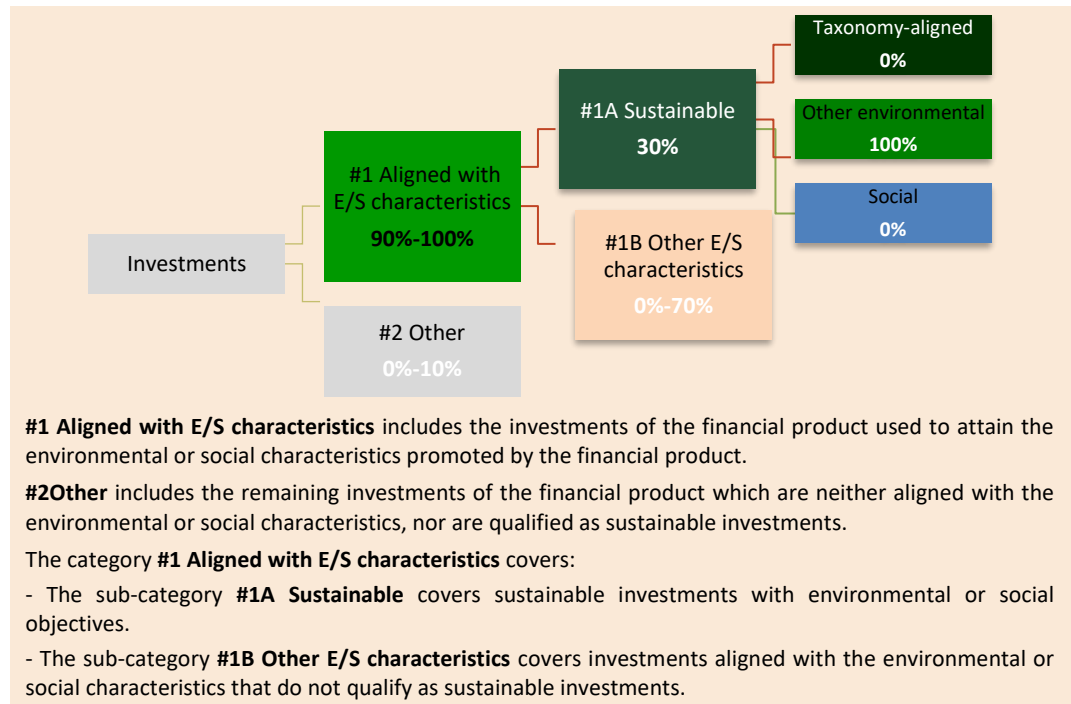 Taxonomy-aligned
0%
#1A Sustainable
30%
Other environmental
100%
#1 Aligned with
E/S characteristics
90%-100%
Social
0%
#1B Other E/S
characteristics
0%-70%
Investments
#2 Other
0%-10%
#1 Aligned with E/S characteristics includes the investments of the financial product used to attain the
environmental or social characteristics promoted by the financial product.
#2Other includes the remaining investments of the financial product which are neither aligned with the
environmental or social characteristics, nor are qualified as sustainable investments.
The category #1 Aligned with E/S characteristics covers:
- The sub-category #1A Sustainable covers sustainable investments with environmental or social
objectives.
- The sub-category #1B Other E/S characteristics covers investments aligned with the environmental or
social characteristics that do not qualify as sustainable investments.